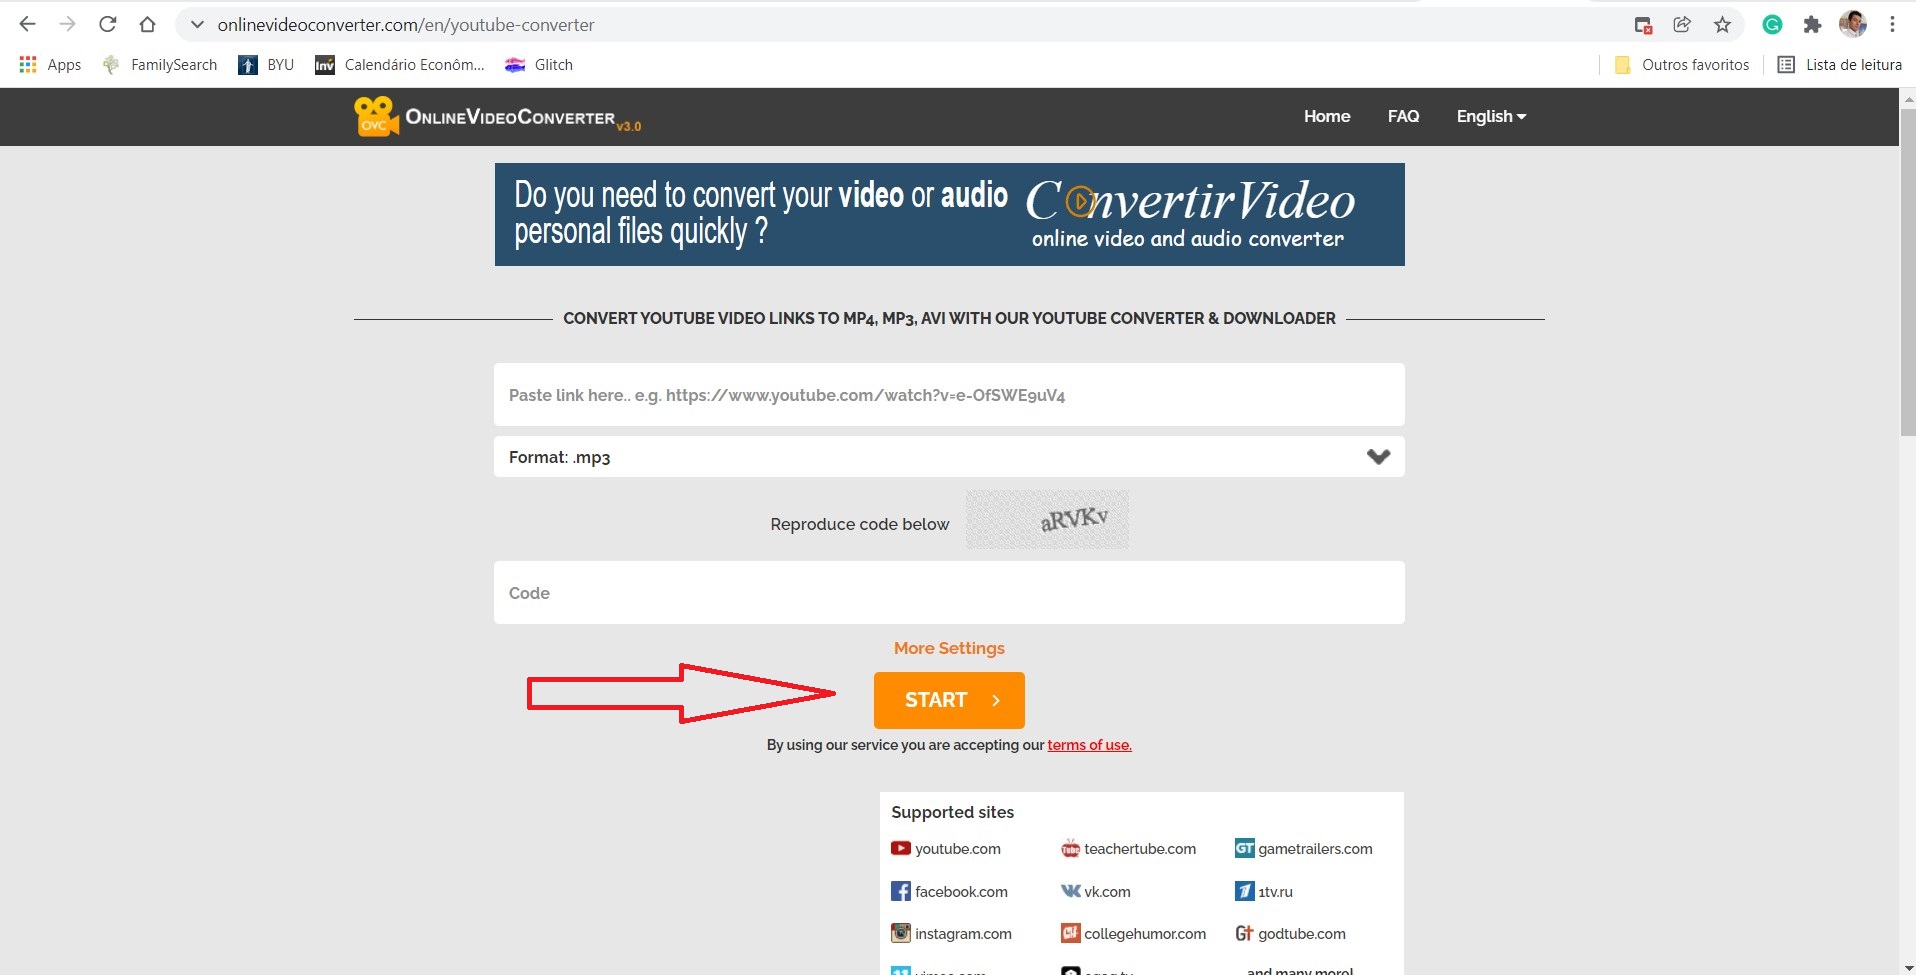 onlinevideoconverter.com/en/youtube-converter
Apps FamilySearch BYU Inv Calendário Econôm... Glitch Outros favoritos Lista de leitura
OVC ONLINEVIDEOCONVERTER v3.0 Home FAQ English
Do you need to convert your video or audio
personal files quickly ?
ConvertirVideo
online video and audio converter
CONVERT YOUTUBE VIDEO LINKS TO MP4, MP3, AVI WITH OUR YOUTUBE CONVERTER & DOWNLOADER
Paste link here.. e.g. https://www.youtube.com/watch?v=e-OfSWE9uV4
Format: .mp3
Reproduce code below aRVKv
Code
More Settings
START >
By using our service you are accepting our terms of use.
Supported sites
youtube.com teachertube.com GT gametrailers.com
facebook.com vk.com 1tv.ru
instagram.com CH collegehumor.com godtube.com
vimeo.com and many more!